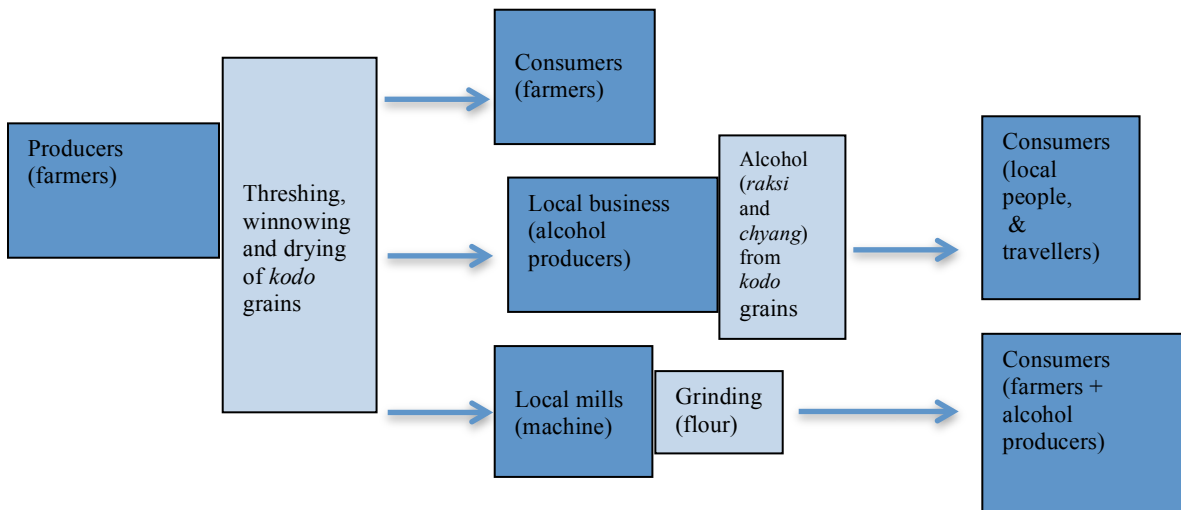 Producers
(farmers)
Threshing,
winnowing
and drying
of kodo
grains
Consumers
(farmers)
Local business
(alcohol
producers)
Alcohol
(raksi
and
chyang)
from
kodo
grains
Consumers
(local
people,
&
travellers)
Local mills
(machine)
Grinding
(flour)
Consumers
(farmers +
alcohol
producers)